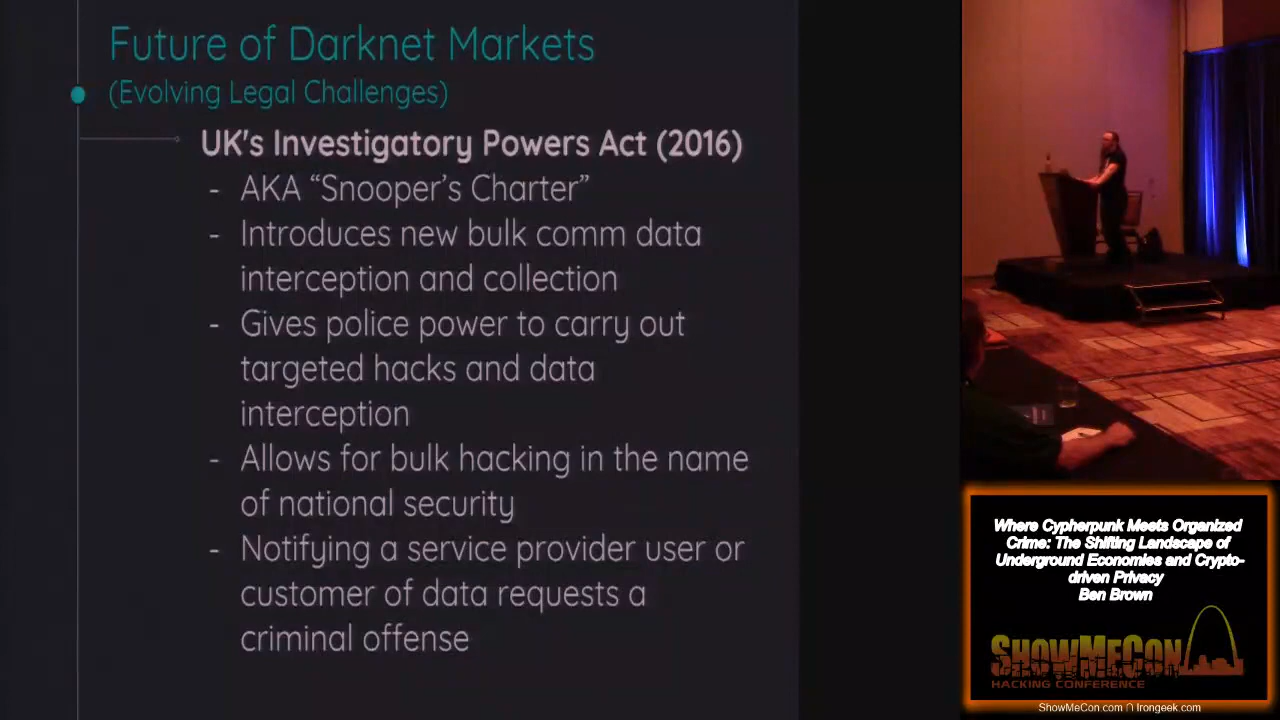 Future of Darknet Markets
(Evolving Legal Challenges)
UK's Investigatory Powers Act (2016)
- AKA “Snooper's Charter”
- Introduces new bulk comm data
interception and collection
- Gives police power to carry out
targeted hacks and data
interception
- Allows for bulk hacking in the name
of national security
- Notifying a service provider user or
customer of data requests a
criminal offense
Where Cypherpunk Meets Organized
Crime: The Shifting Landscape of
Underground Economies and Crypto-
driven Privacy
Ben Brown
ShowMeCon
HACKING CONFERENCE
ShowMeCon.com ∩ Irongeek.com